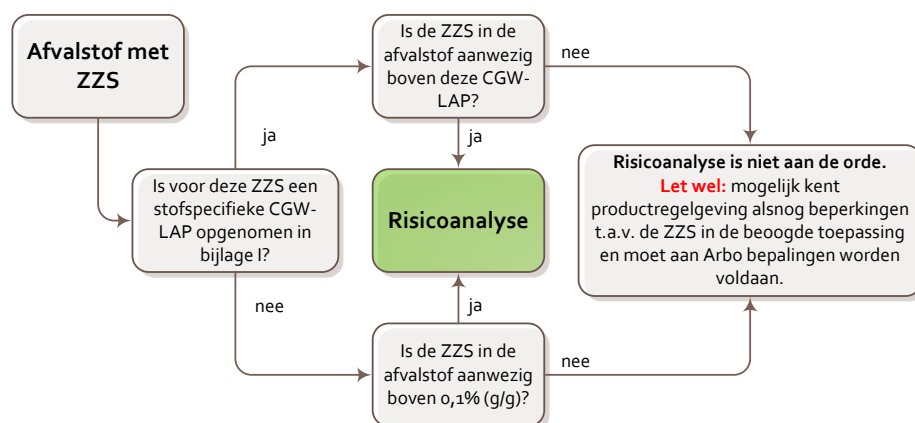 Afvalstof met
ZZS
Is de ZZS in de
afvalstof aanwezig
boven deze CGW-
LAP?
nee
ja
ja
Is voor deze ZZS een
stofspecifieke CGW-
LAP opgenomen in
bijlage I?
Risicoanalyse
Risicoanalyse is niet aan de orde.
Let wel: mogelijk kent
productregelgeving alsnog beperkingen
t.a.v. de ZZS in de beoogde toepassing
en moet aan Arbo bepalingen worden
voldaan.
nee
ja
Is de ZZS in de
afvalstof aanwezig
boven 0,1% (g/g)?
nee